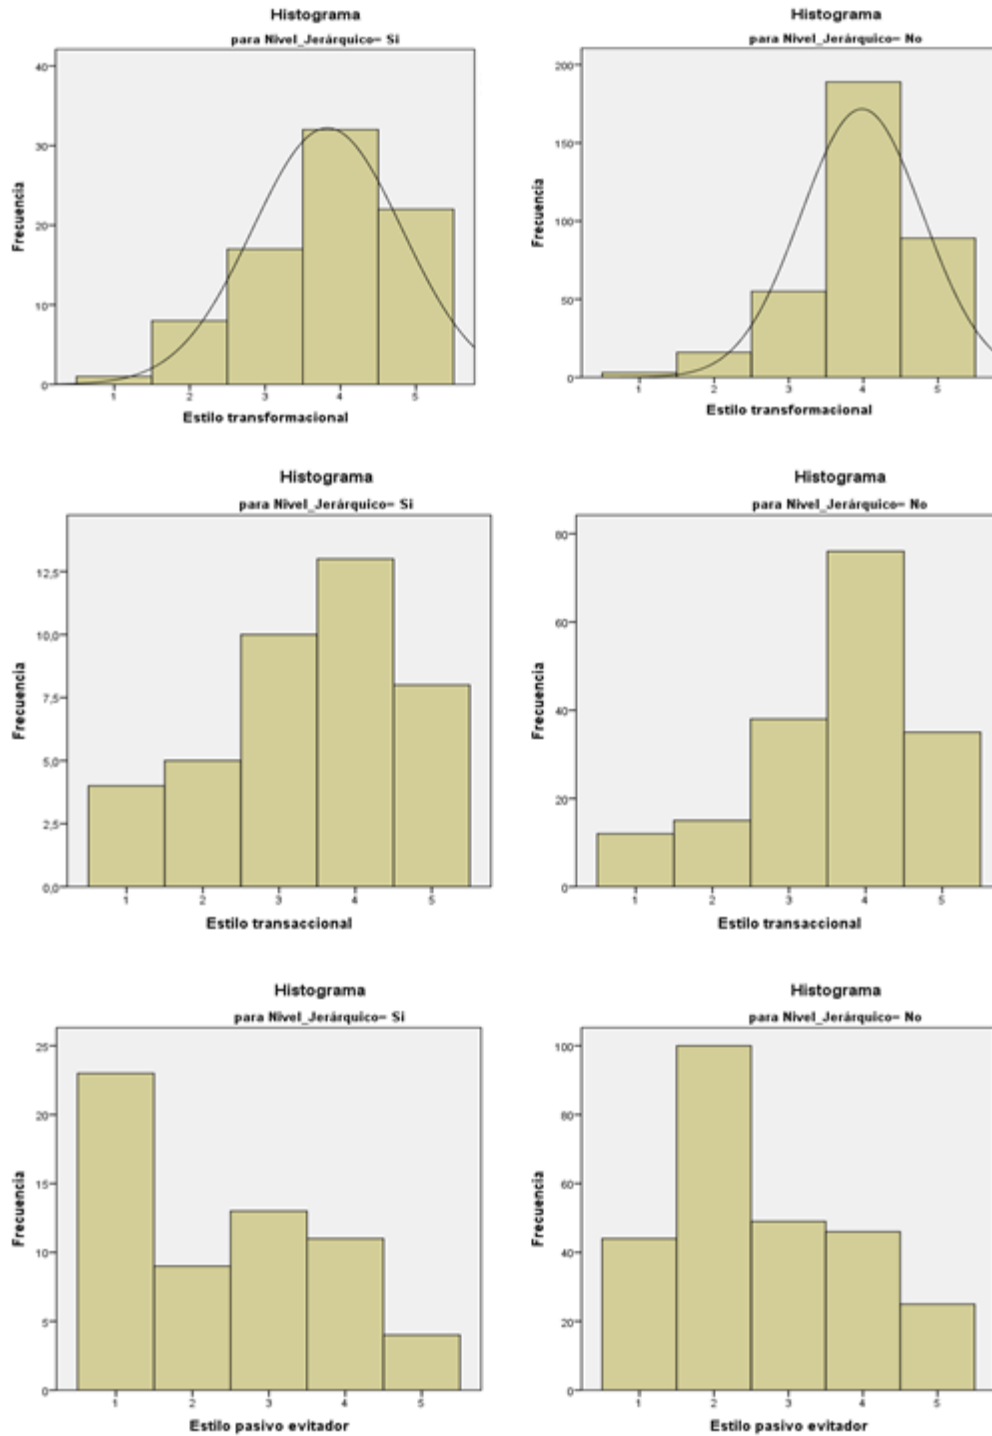 Histograma
para Nivel_Jerárquico= Si
40
30
20
10
0
Frecuencia
1 2 3 4 5
Estilo transformacional
Histograma
para Nivel_Jerárquico= No
200
150
100
50
0
Frecuencia
1 2 3 4 5
Estilo transformacional
Histograma
para Nivel_Jerárquico= Si
12,5
10,0
7,5
5,0
2,5
0,0
Frecuencia
1 2 3 4 5
Estilo transaccional
Histograma
para Nivel_Jerárquico= No
80
60
40
20
0
Frecuencia
1 2 3 4 5
Estilo transaccional
Histograma
para Nivel_Jerárquico= Si
25
20
15
10
5
0
Frecuencia
1 2 3 4 5
Estilo pasivo evitador
Histograma
para Nivel_Jerárquico= No
100
80
60
40
20
0
Frecuencia
1 2 3 4 5
Estilo pasivo evitador